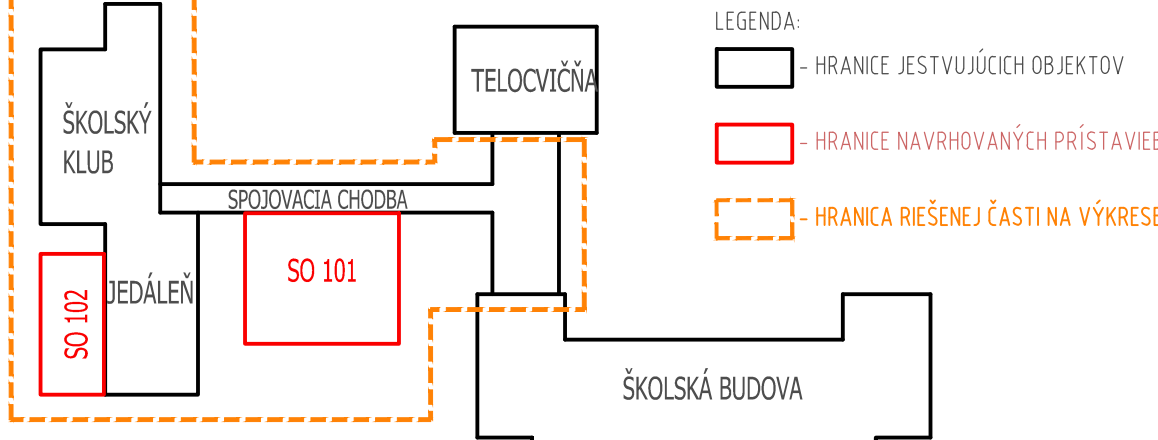 LEGENDA:
- HRANICE JESTVUJÚCICH OBJEKTOV
- HRANICE NAVRHOVANÝCH PRÍSTAVIEB
- HRANICA RIEŠENEJ ČASTI NA VÝKRESE
TELOCVIČŇA
ŠKOLSKÝ
KLUB
SPOJOVACIA CHODBA
SO 101
JEDÁLEŇ
SO 102
ŠKOLSKÁ BUDOVA